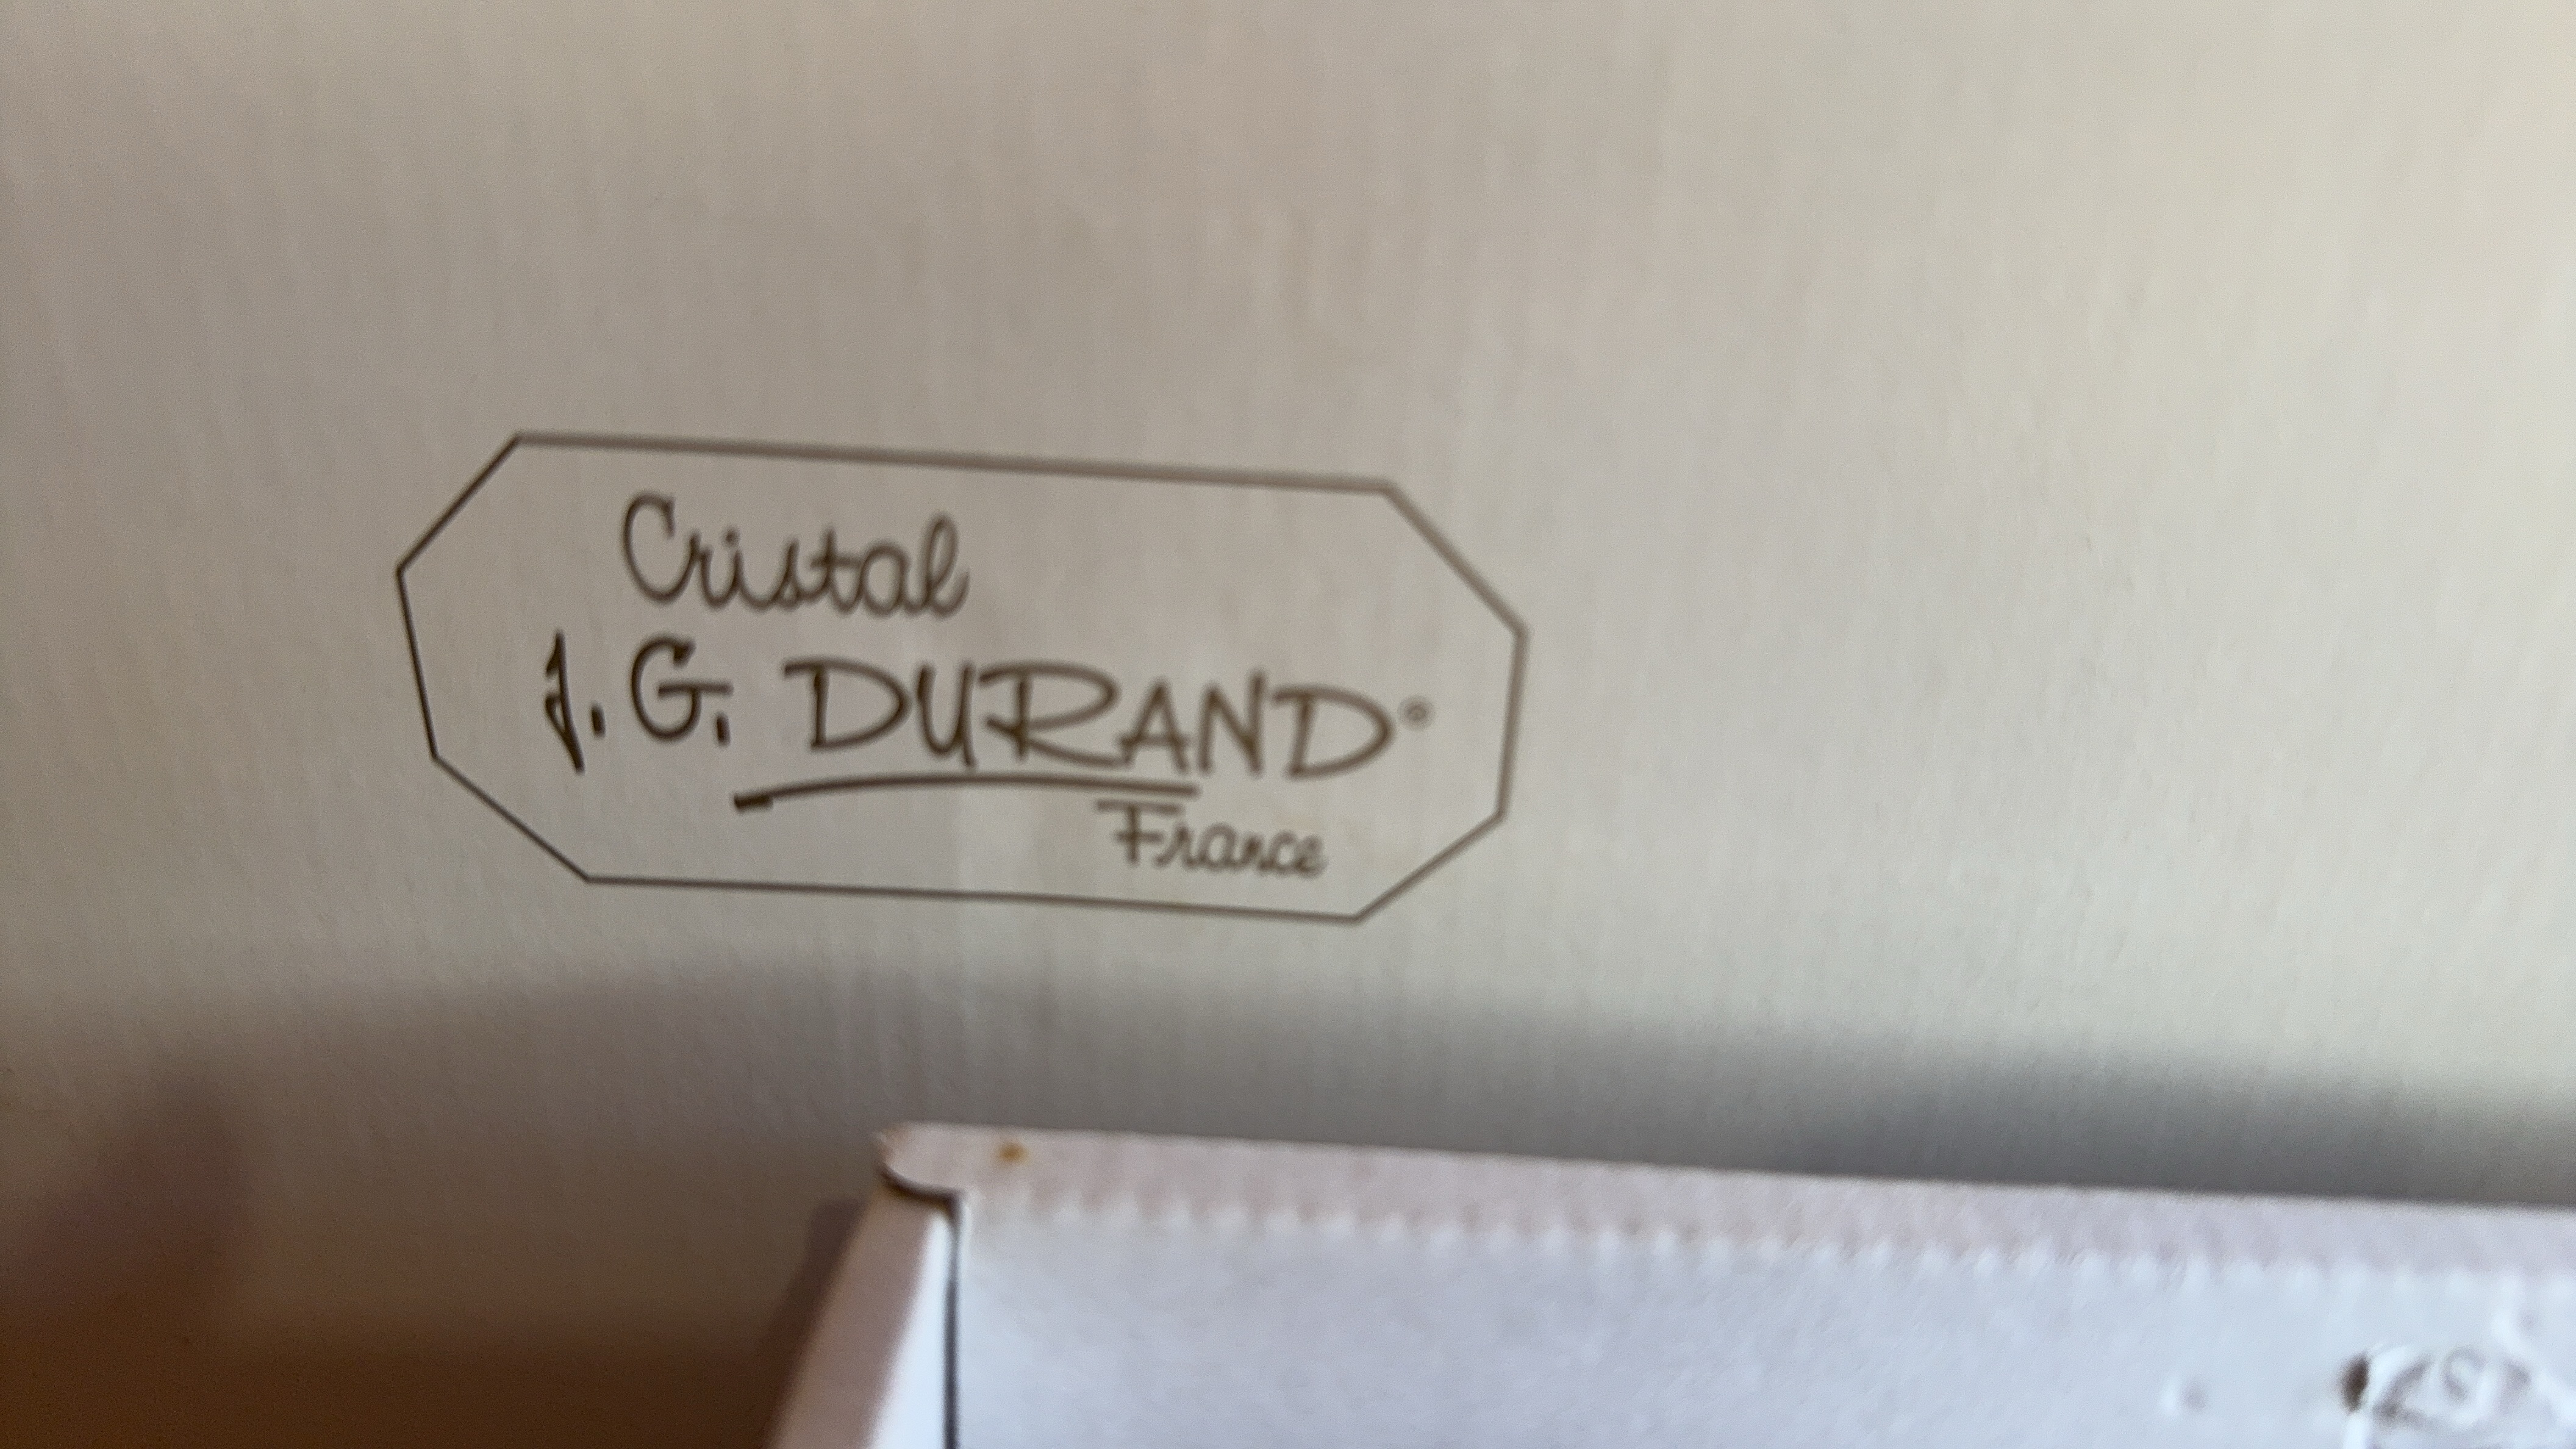 Cristal
J. G. DURAND®
France